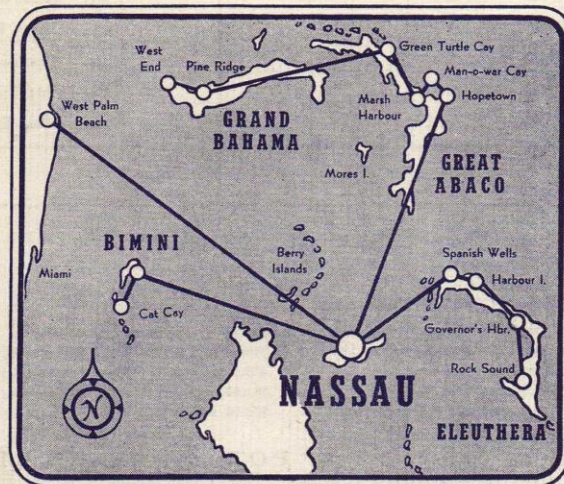 West
End
Pine Ridge
Green Turtle Cay
Man-o-war Cay
Hopetown
Marsh
Harbour
West Palm
Beach
GRAND
BAHAMA
Mores I.
GREAT
ABACO
BIMINI
Berry
Islands
Spanish Wells
Harbour I.
Miami
Cat Cay
Governor's Hbr.
Rock Sound
NASSAU
ELEUTHERA
N